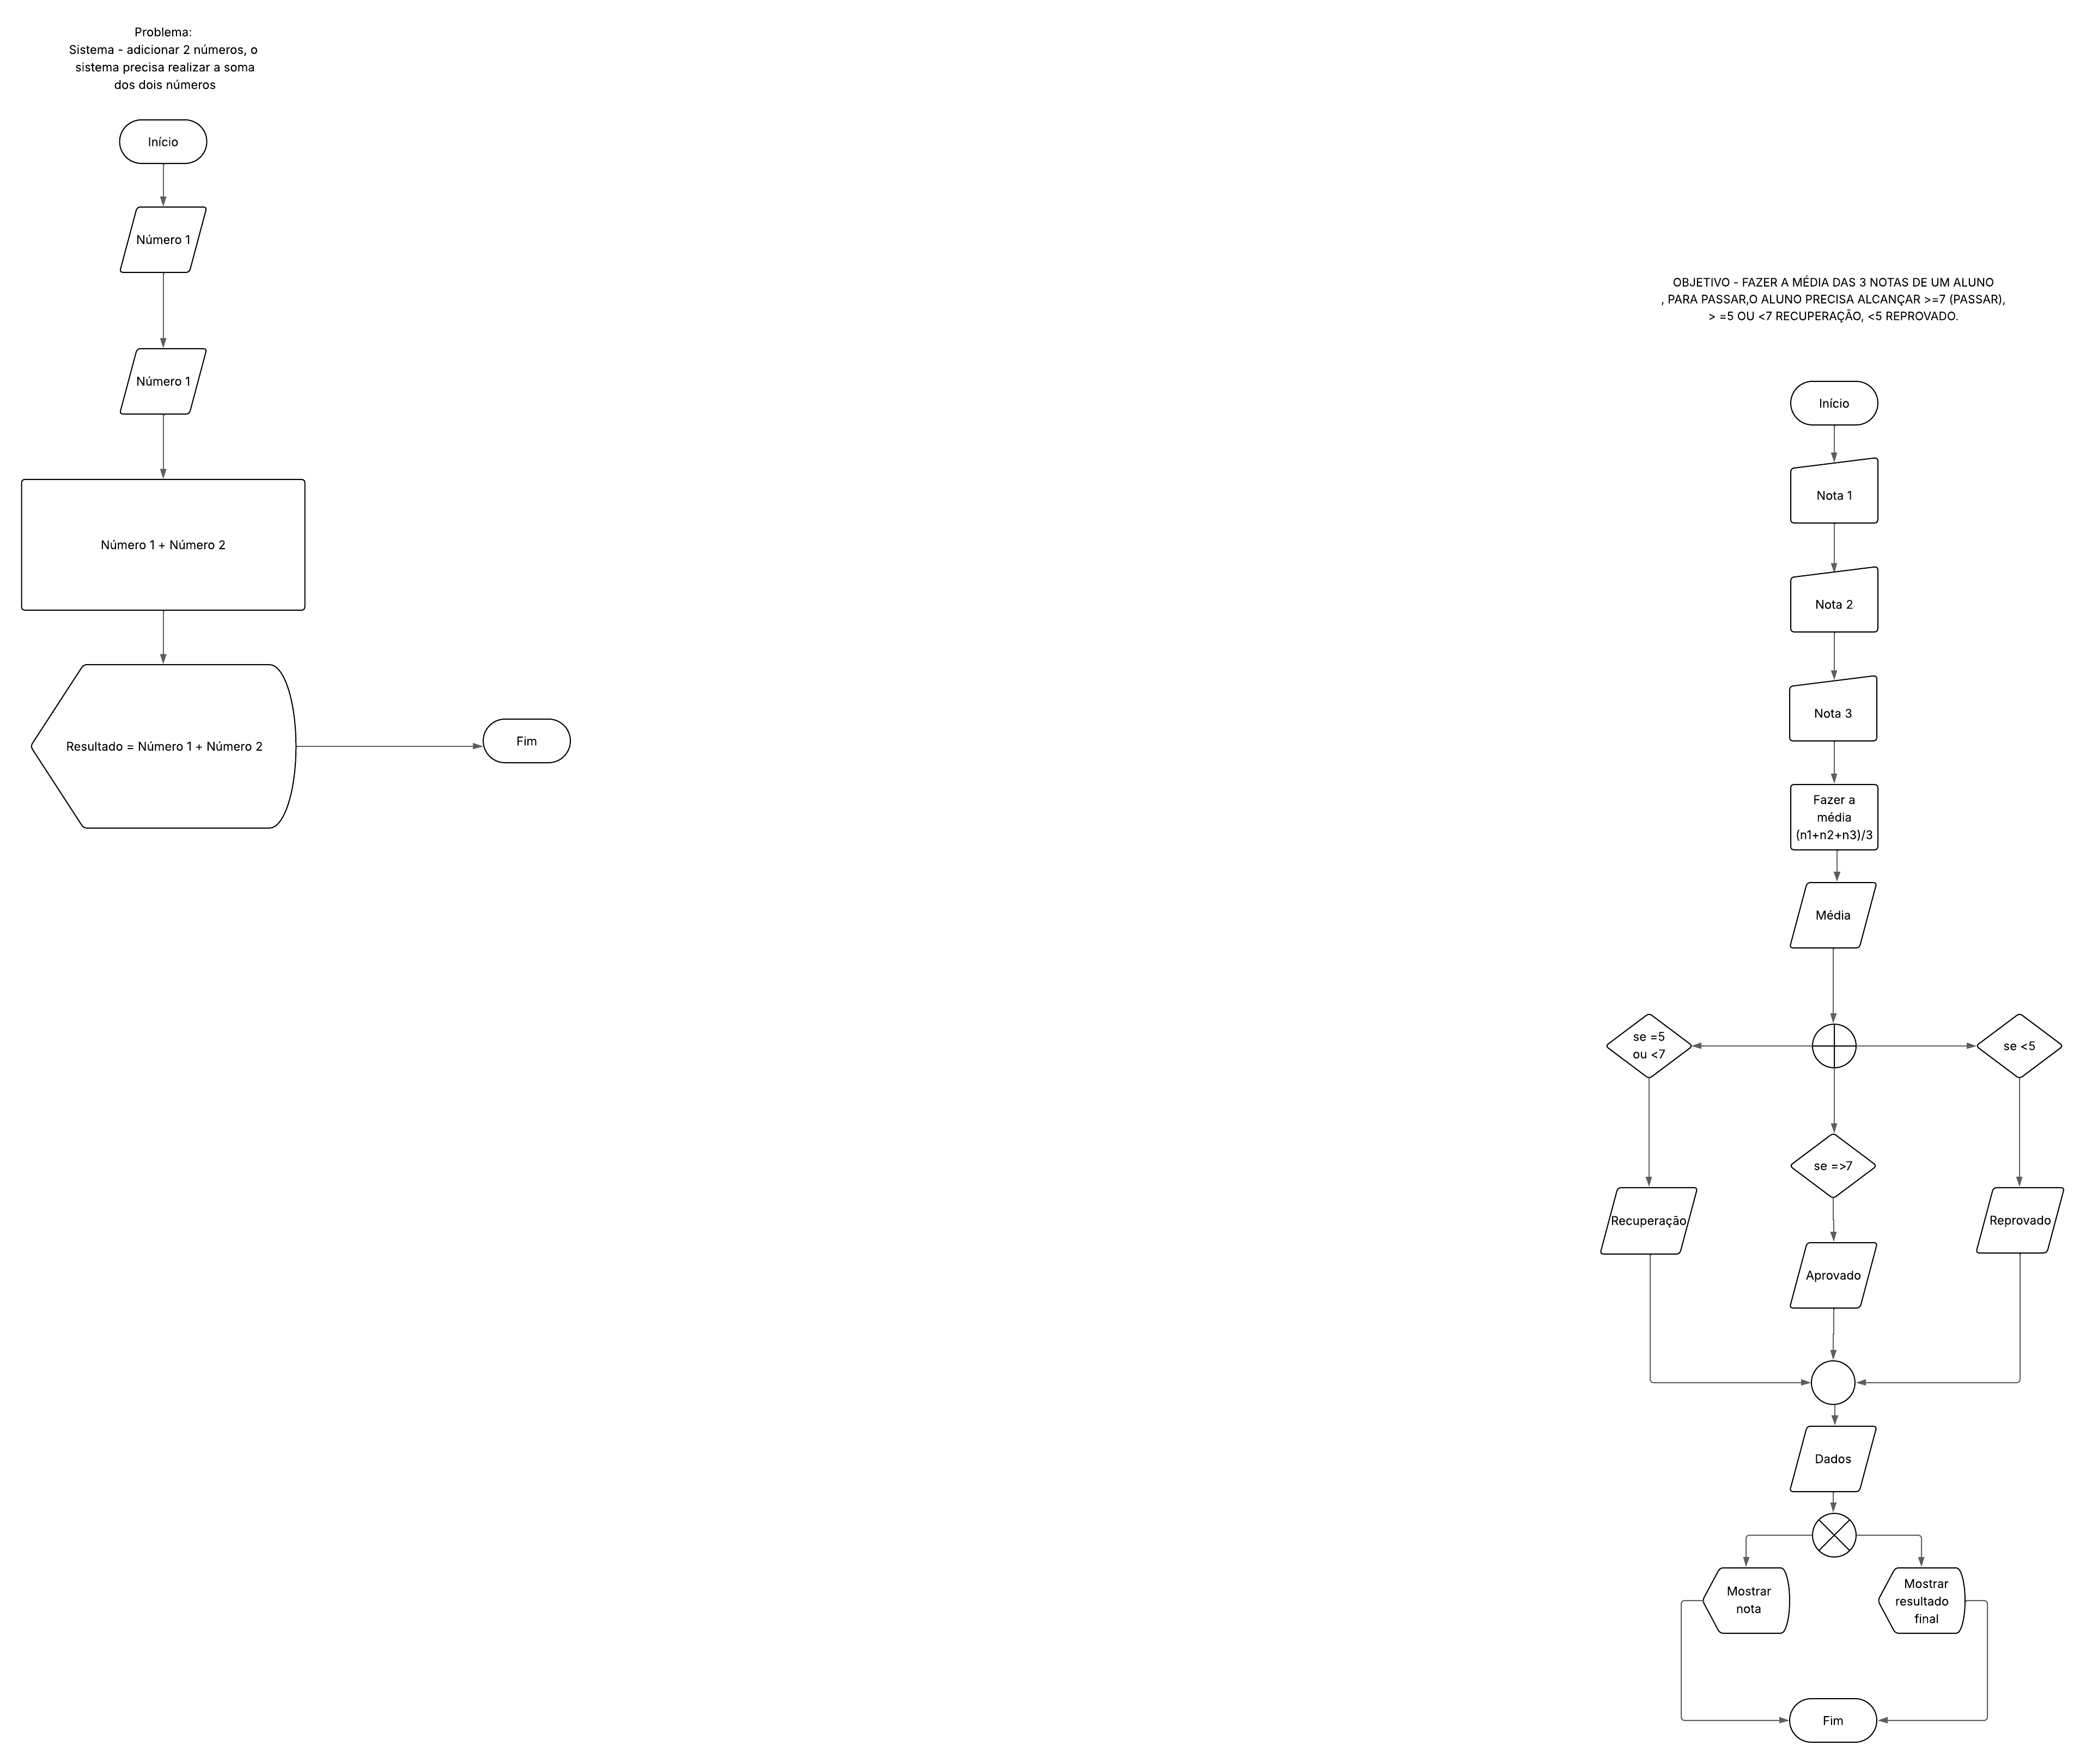 Problema:
Sistema - adicionar 2 números, o
sistema precisa realizar a soma
dos dois números
Início
Número 1
Número 1
Número 1 + Número 2
Resultado = Número 1 + Número 2
Fim
OBJETIVO - FAZER A MÉDIA DAS 3 NOTAS DE UM ALUNO
, PARA PASSAR,O ALUNO PRECISA ALCANÇAR >=7 (PASSAR),
> =5 OU <7 RECUPERAÇÃO, <5 REPROVADO.
Início
Nota 1
Nota 2
Nota 3
Fazer a
média
(n1+n2+n3)/3
Média
se =5
ou <7
se <5
se =>7
Recuperação
Reprovado
Aprovado
Dados
Mostrar
nota
Mostrar
resultado
final
Fim